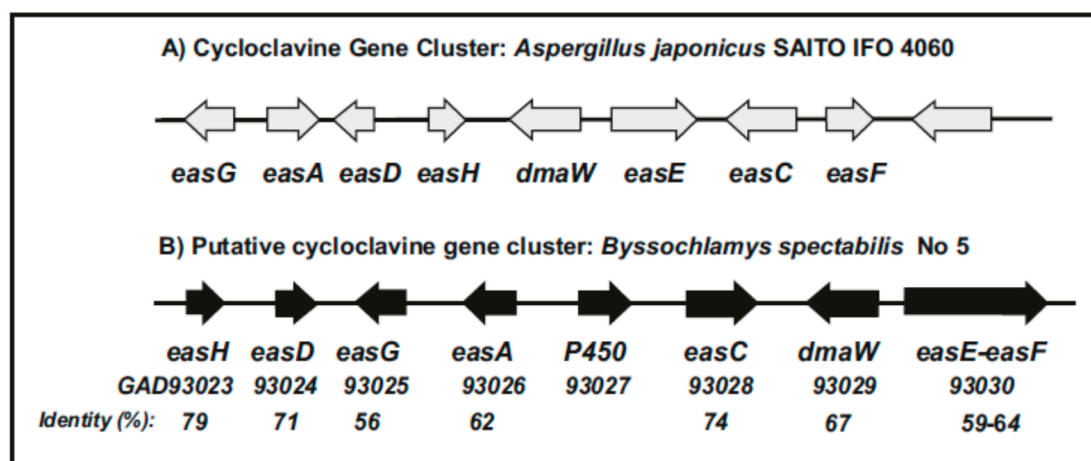 A) Cycloclavine Gene Cluster: Aspergillus japonicus SAITO IFO 4060
easG easA easD easH dmaW easE easC easF
B) Putative cycloclavine gene cluster: Byssochlamys spectabilis No 5
easH easD easG easA P450 easC dmaW easE-easF
GAD93023 93024 93025 93026 93027 93028 93029 93030
Identity (%): 79 71 56 62 74 67 59-64